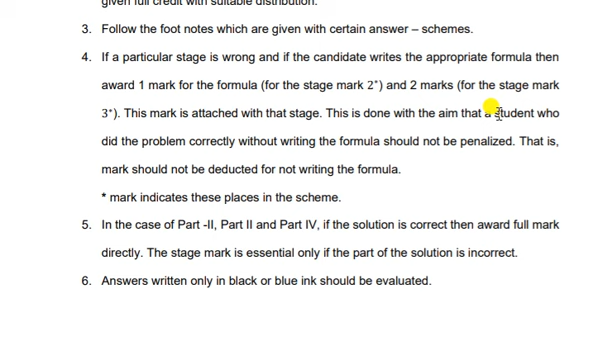 given full credit with suitable distribution.
3. Follow the foot notes which are given with certain answer – schemes.
4. If a particular stage is wrong and if the candidate writes the appropriate formula then
award 1 mark for the formula (for the stage mark 2*) and 2 marks (for the stage mark
3*). This mark is attached with that stage. This is done with the aim that a student who
did the problem correctly without writing the formula should not be penalized. That is,
mark should not be deducted for not writing the formula.
* mark indicates these places in the scheme.
5. In the case of Part -II, Part II and Part IV, if the solution is correct then award full mark
directly. The stage mark is essential only if the part of the solution is incorrect.
6. Answers written only in black or blue ink should be evaluated.